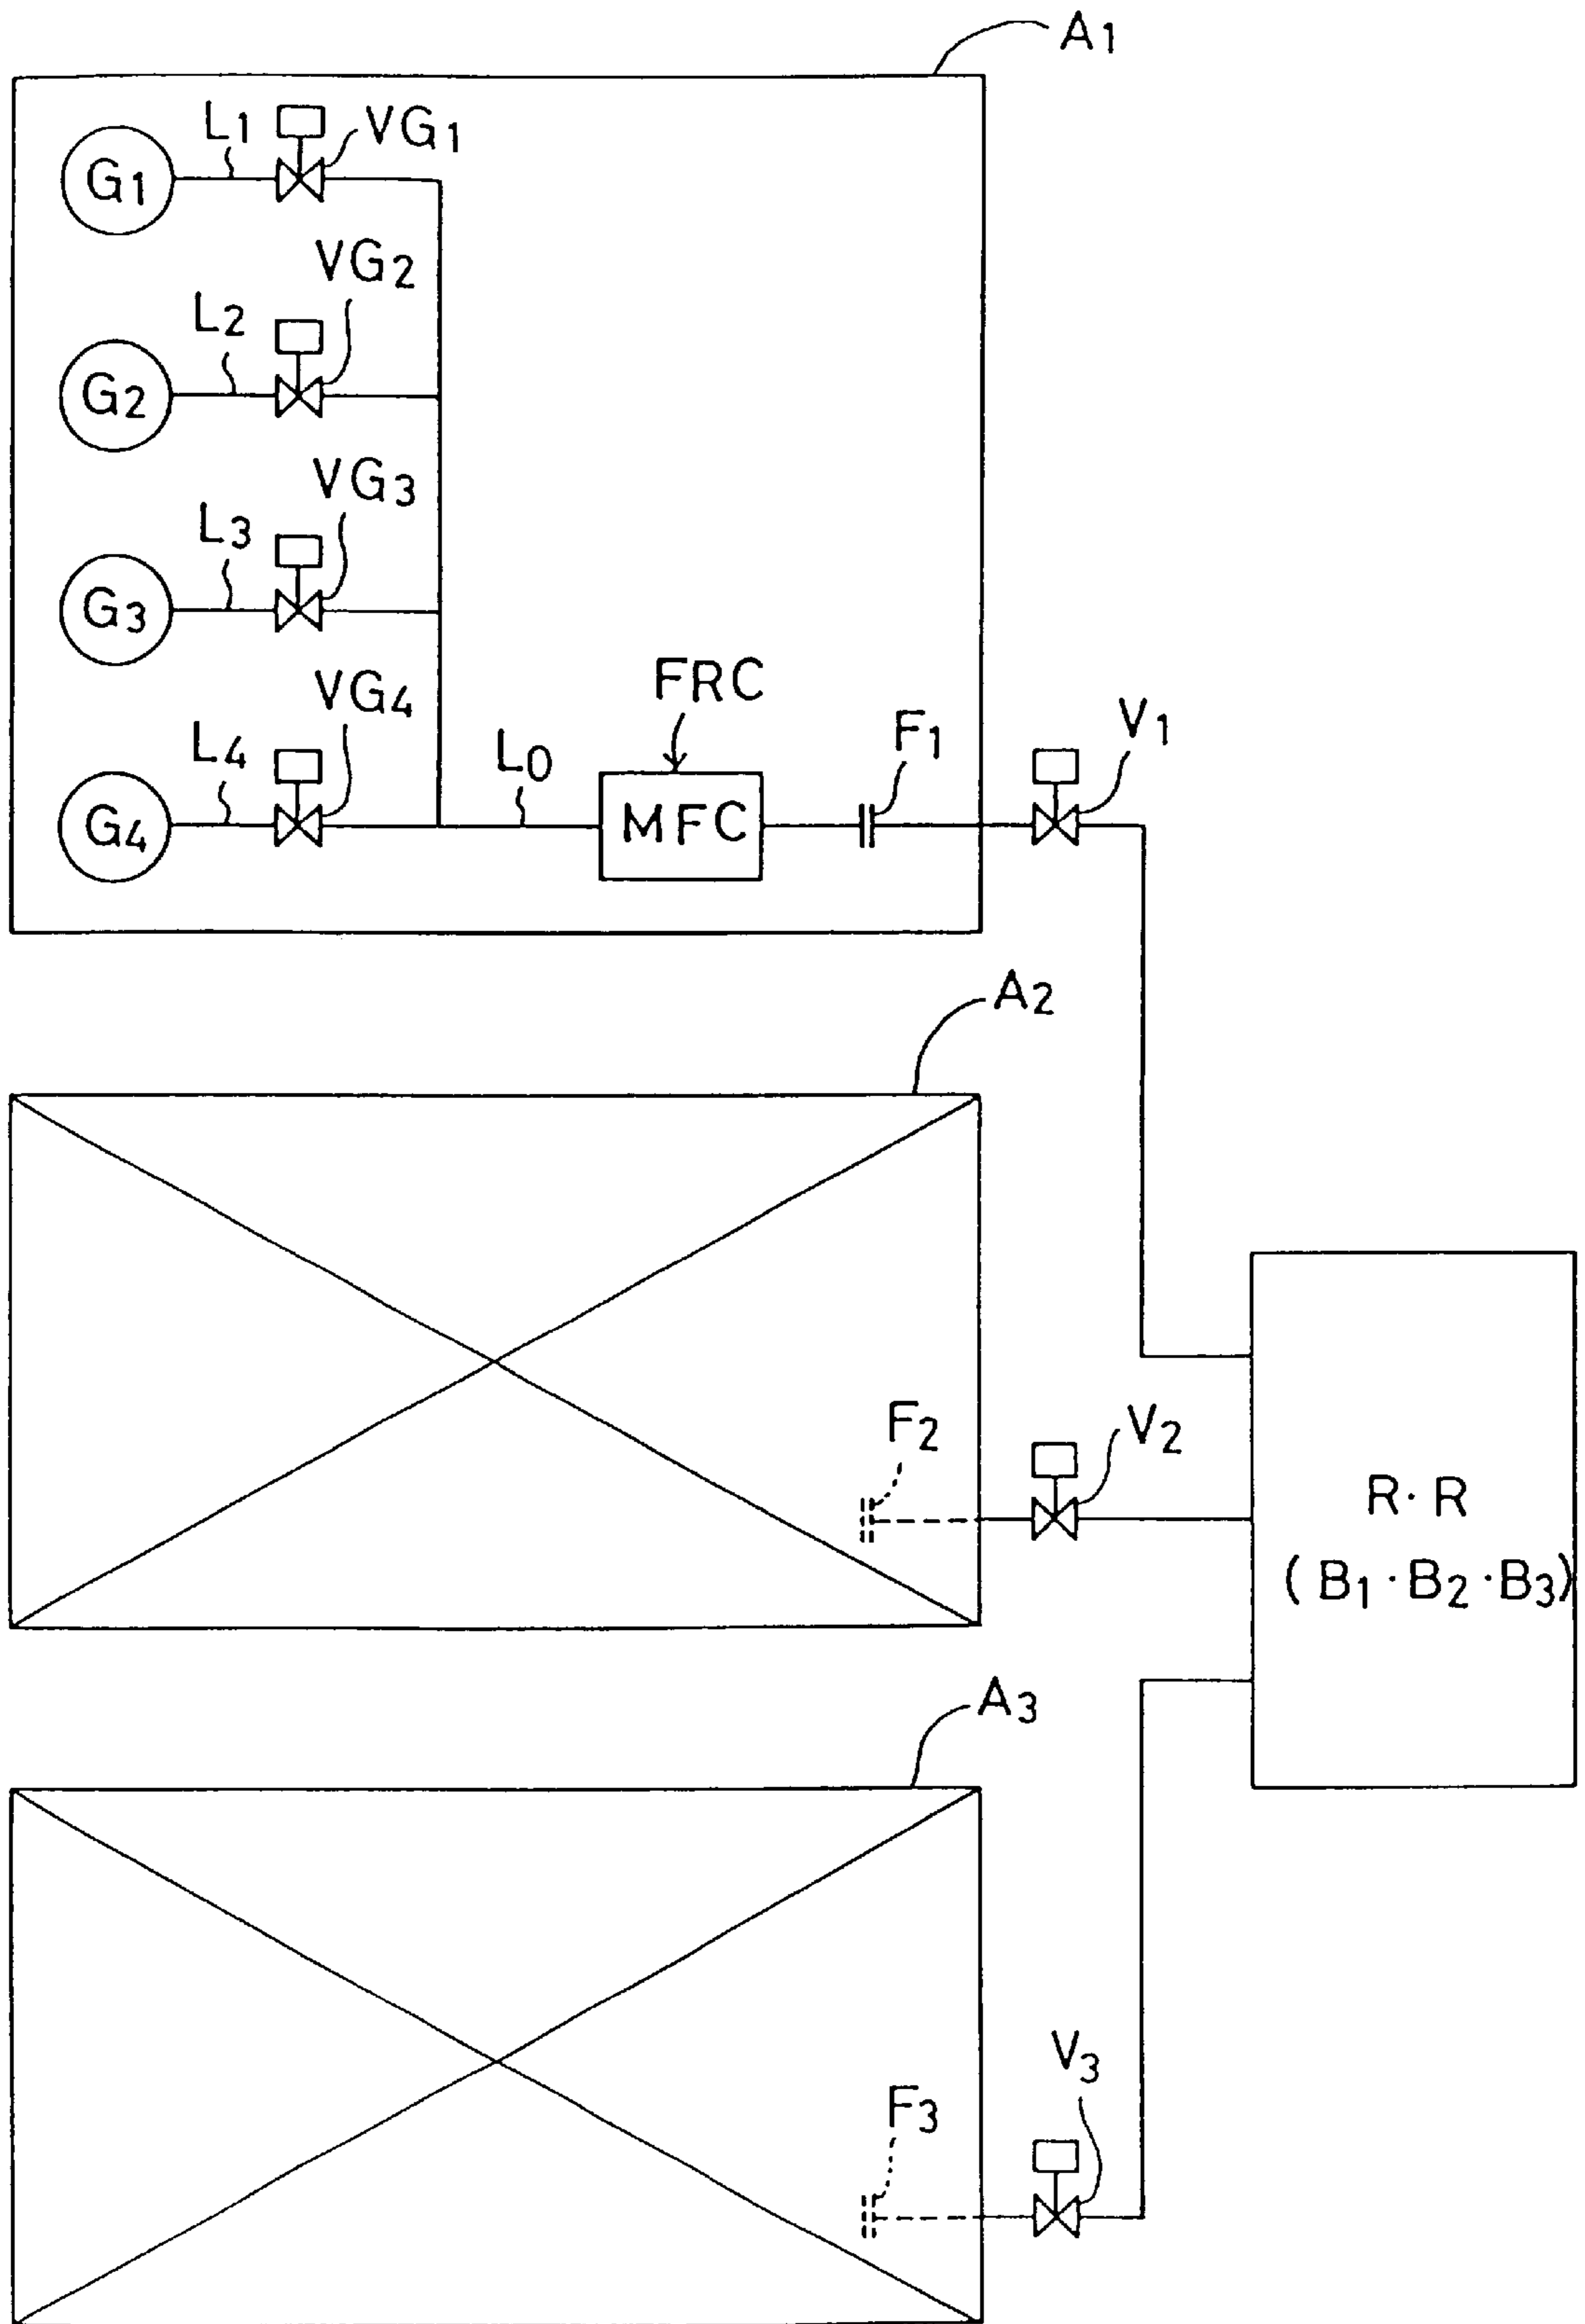 A1
L1 VG1
G1
VG2
L2
G2
VG3
L3
G3
FRC
VG4
V1
F1
L4
L0
G4
MFC
A2
F2
V2
R·R
(B1·B2·B3)
A3
V3
F3